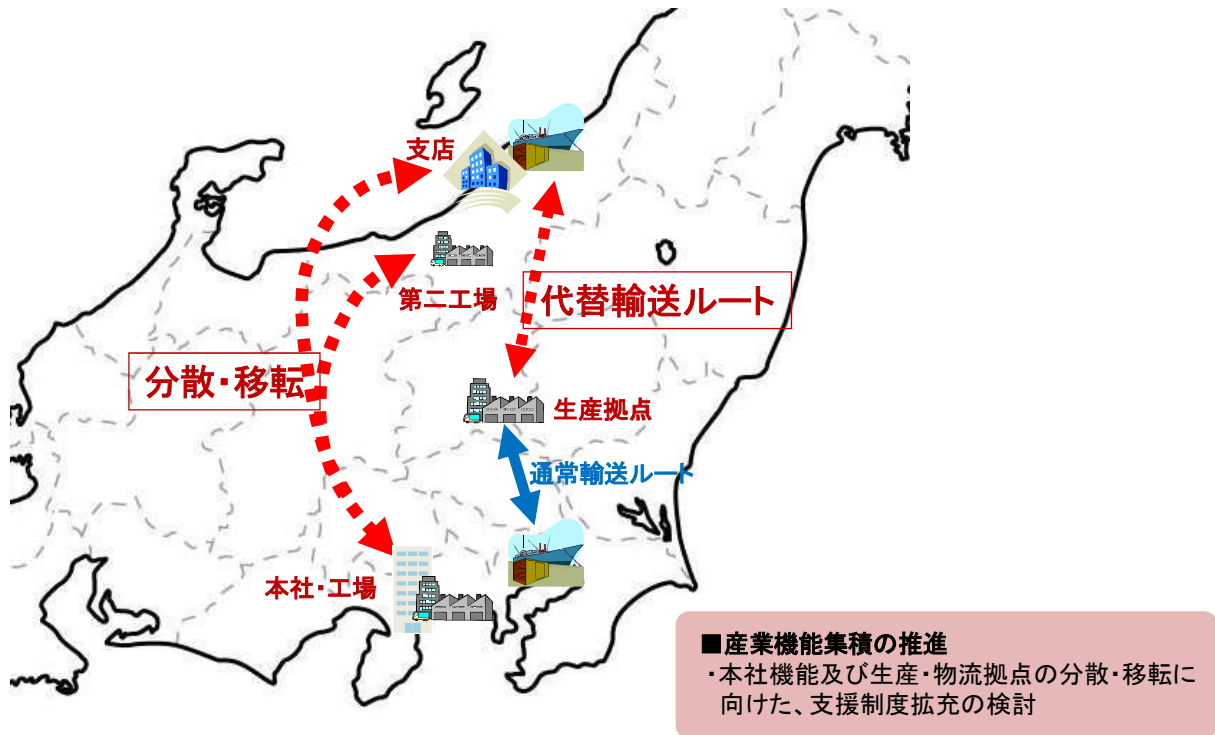 支店
第二工場
代替輸送ルート
分散・移転
生産拠点
通常輸送ルート
本社・工場
■産業機能集積の推進
・本社機能及び生産・物流拠点の分散・移転に
向けた、支援制度拡充の検討